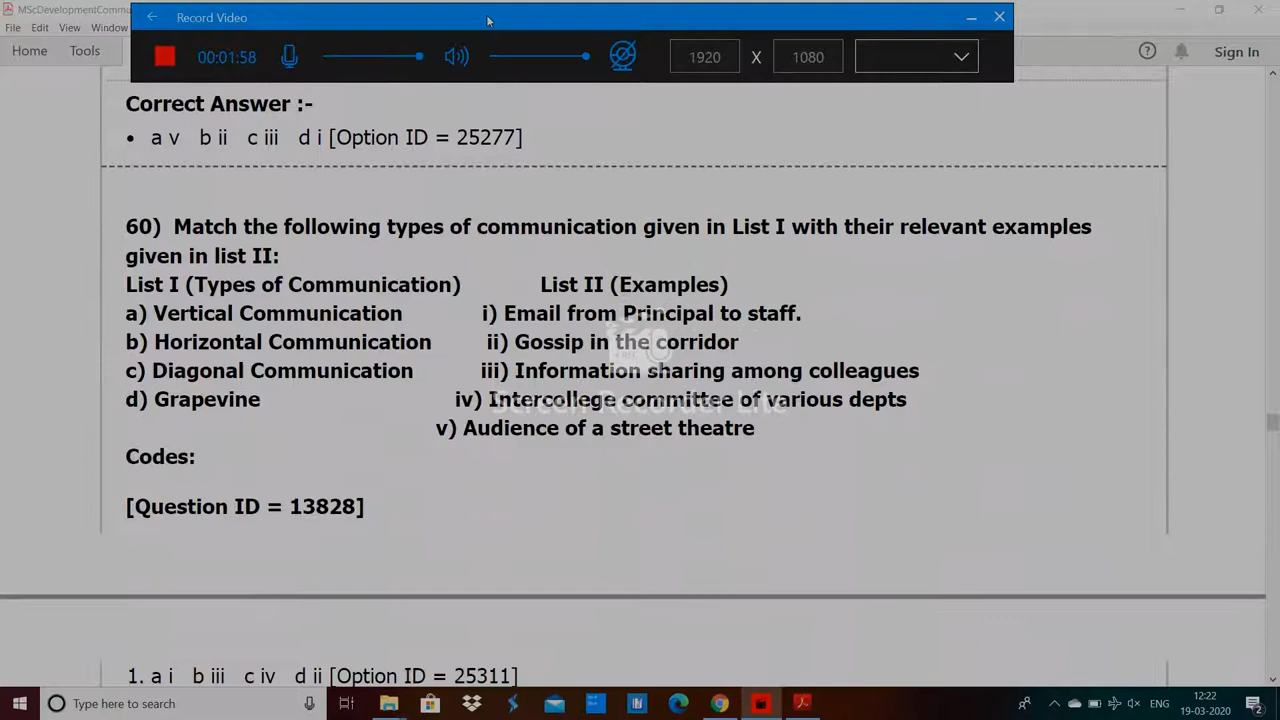 MScDevelopmentCommu
Record Video
File Edit View Window
00:01:58
1920 X 1080
Home Tools
Sign In
Correct Answer :-
• a v b ii c iii d i [Option ID = 25277]
60) Match the following types of communication given in List I with their relevant examples
given in list II:
List I (Types of Communication) List II (Examples)
a) Vertical Communication i) Email from Principal to staff.
b) Horizontal Communication ii) Gossip in the corridor
c) Diagonal Communication iii) Information sharing among colleagues
d) Grapevine iv) Intercollege committee of various depts
Screen Recorder Lite
v) Audience of a street theatre
Codes:
[Question ID = 13828]
1. a i b iii c iv d ii [Option ID = 25311]
Type here to search
ENG
12:22
19-03-2020
2